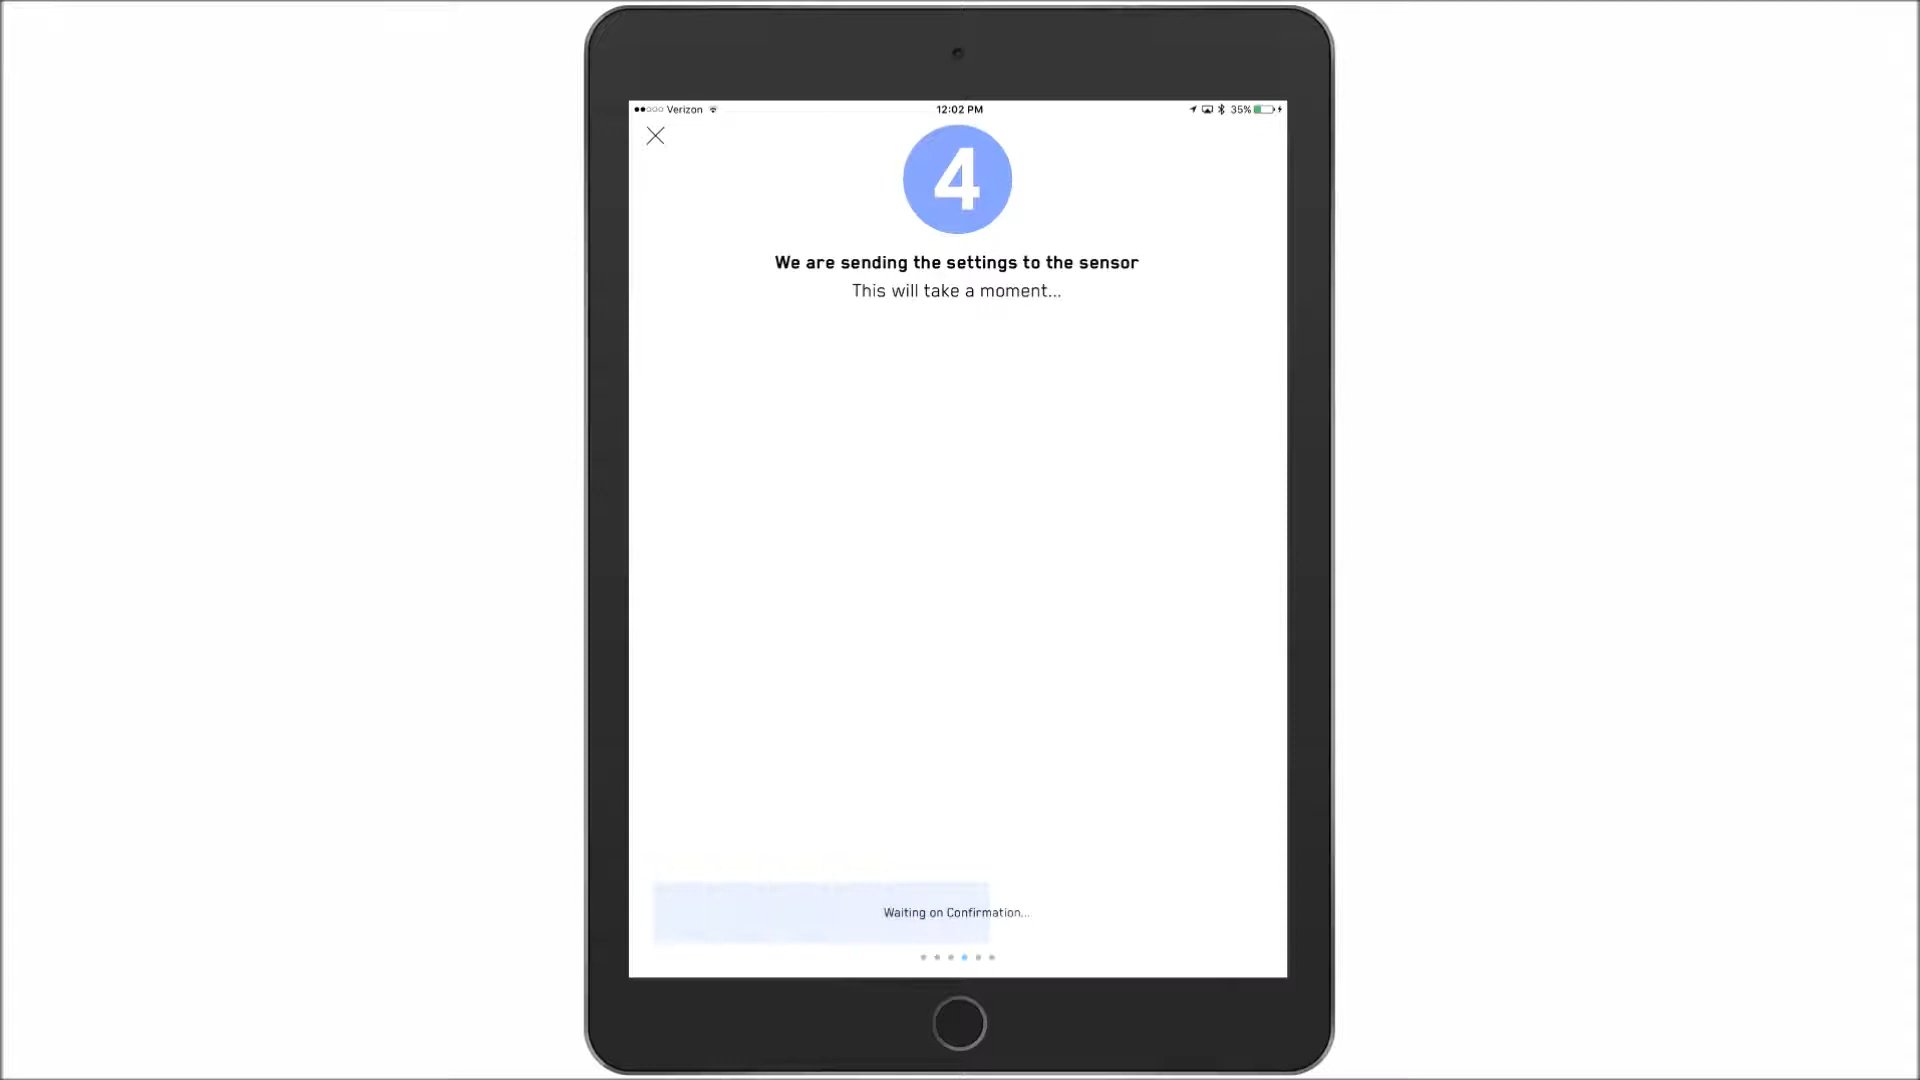 Verizon 12:02 PM 35%
4
We are sending the settings to the sensor
This will take a moment...
Waiting on Confirmation...